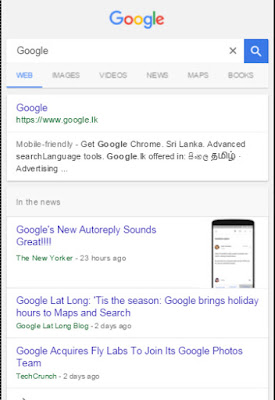 Google
Google
WEB IMAGES VIDEOS NEWS MAPS BOOKS
Google
https://www.google.lk
Mobile-friendly - Get Google Chrome. Sri Lanka. Advanced
searchLanguage tools. Google.lk offered in: සිංහල தமிழ் -
Advertising ...
In the news
Google's New Autoreply Sounds
Great!!!!
The New Yorker - 23 hours ago
Google Lat Long: 'Tis the season: Google brings holiday
hours to Maps and Search
Google Lat Long Blog - 2 days ago
Google Acquires Fly Labs To Join Its Google Photos
Team
TechCrunch - 2 days ago